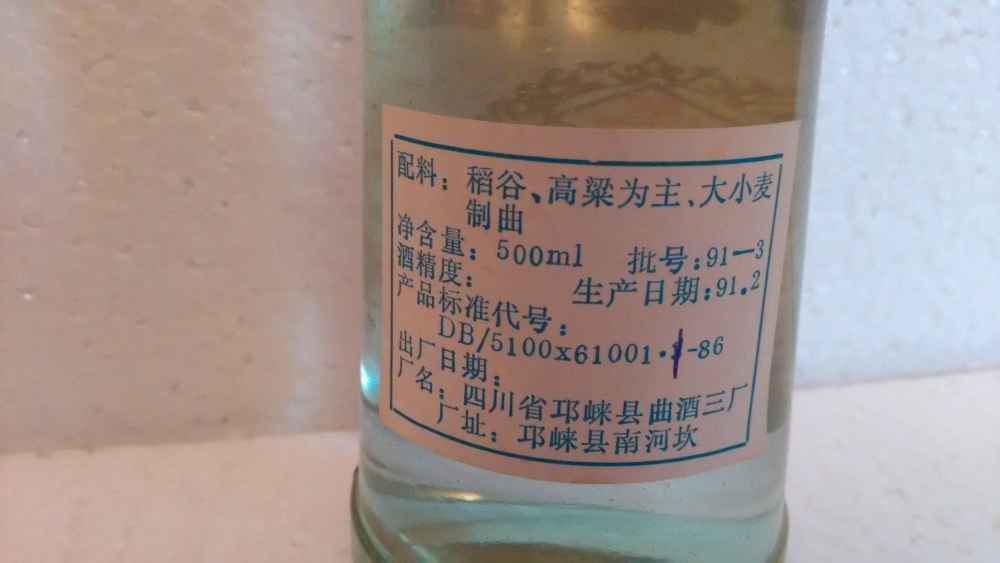 配料：稻谷、高粱为主、大小麦
制曲
净含量：500ml 批号：91—3
酒精度： 生产日期：91.2
产品标准代号：
DB/5100x61001·1-86
出厂日期：
厂名：四川省邛崃县曲酒三厂
厂址：邛崃县南河坎